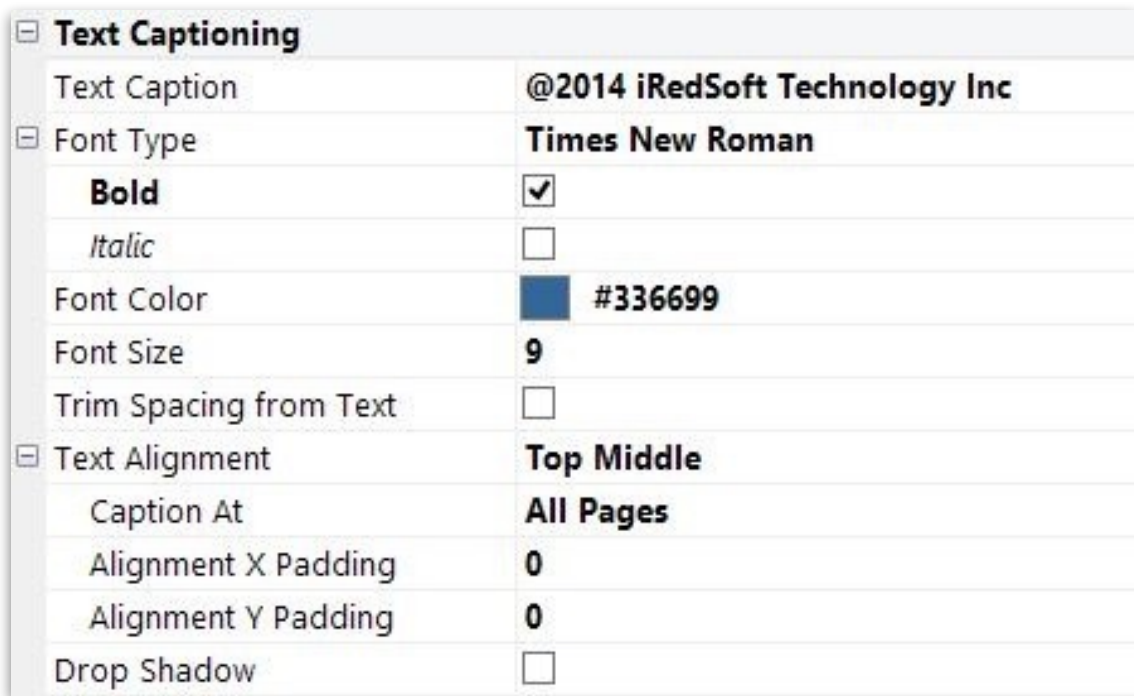 Text Captioning
Text Caption @2014 iRedSoft Technology Inc
Font Type Times New Roman
Bold
Italic
Font Color #336699
Font Size 9
Trim Spacing from Text
Text Alignment Top Middle
Caption At All Pages
Alignment X Padding 0
Alignment Y Padding 0
Drop Shadow